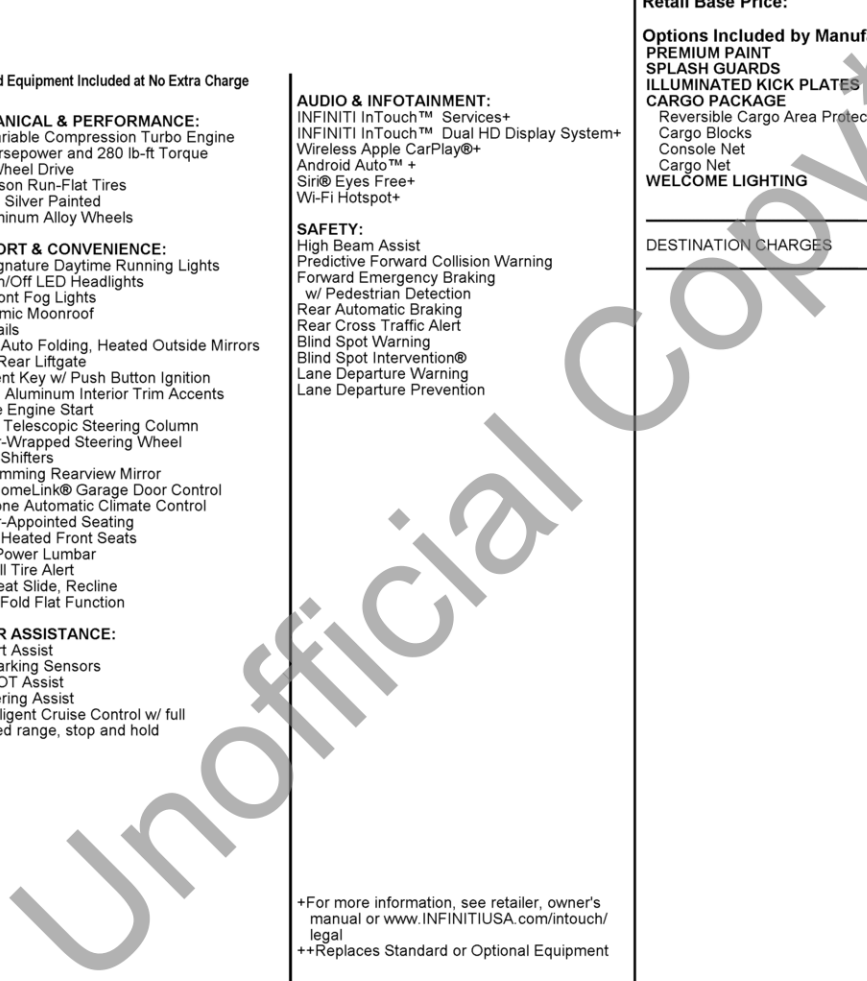 d Equipment Included at No Extra Charge
ANICAL & PERFORMANCE:
ariable Compression Turbo Engine
rsepower and 280 lb-ft Torque
Wheel Drive
son Run-Flat Tires
Silver Painted
minum Alloy Wheels
ORT & CONVENIENCE:
gnature Daytime Running Lights
n/Off LED Headlights
ont Fog Lights
mic Moonroof
ails
Auto Folding, Heated Outside Mirrors
Rear Liftgate
ent Key w/ Push Button Ignition
Aluminum Interior Trim Accents
e Engine Start
Telescopic Steering Column
r-Wrapped Steering Wheel
Shifters
mming Rearview Mirror
omeLink® Garage Door Control
one Automatic Climate Control
r-Appointed Seating
Heated Front Seats
Power Lumbar
ll Tire Alert
eat Slide, Recline
Fold Flat Function
R ASSISTANCE:
rt Assist
arking Sensors
OT Assist
ering Assist
lligent Cruise Control w/ full
ed range, stop and hold
AUDIO & INFOTAINMENT:
INFINITI InTouch™ Services+
INFINITI InTouch™ Dual HD Display System+
Wireless Apple CarPlay®+
Android Auto™ +
Siri® Eyes Free+
Wi-Fi Hotspot+
SAFETY:
High Beam Assist
Predictive Forward Collision Warning
Forward Emergency Braking
w/ Pedestrian Detection
Rear Automatic Braking
Rear Cross Traffic Alert
Blind Spot Warning
Blind Spot Intervention®
Lane Departure Warning
Lane Departure Prevention
+For more information, see retailer, owner's
manual or www.INFINITIUSA.com/intouch/
legal
++Replaces Standard or Optional Equipment
Retail Base Price:
Options Included by Manufa
PREMIUM PAINT
SPLASH GUARDS
ILLUMINATED KICK PLATES
CARGO PACKAGE
Reversible Cargo Area Protec
Cargo Blocks
Console Net
Cargo Net
WELCOME LIGHTING
DESTINATION CHARGES
Unofficial Copy